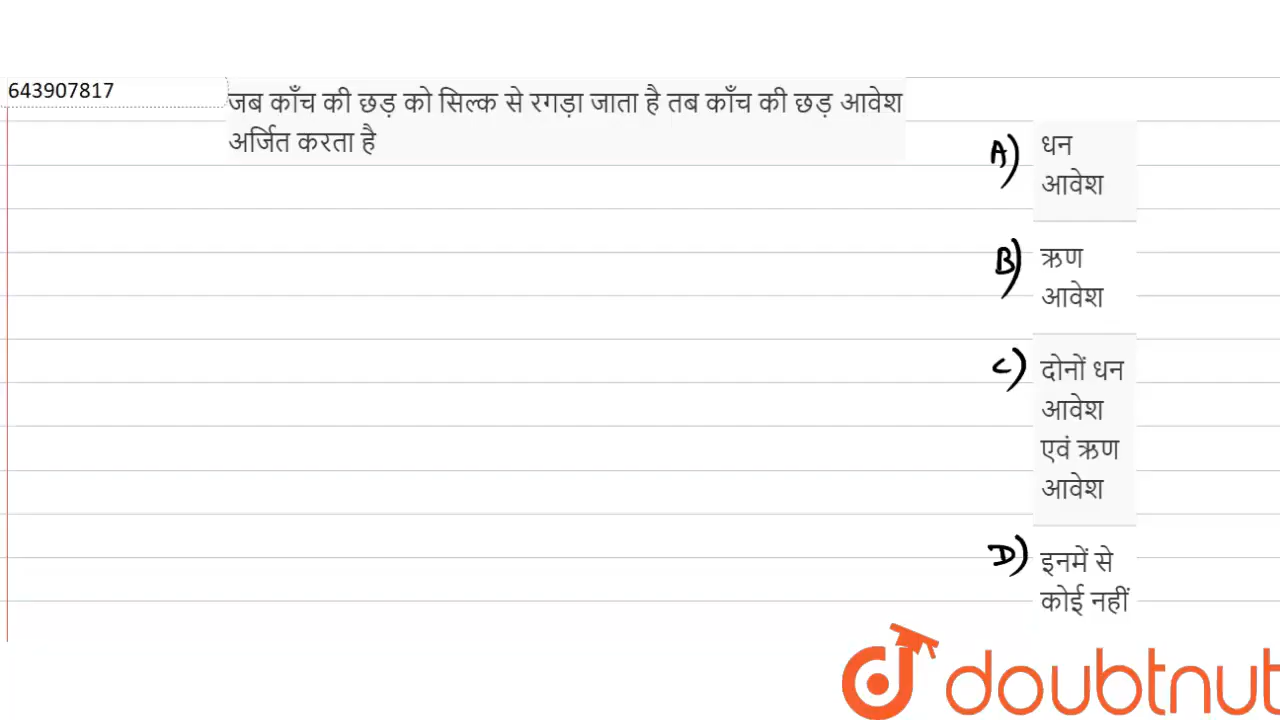 643907817
जब काँच की छड़ को सिल्क से रगड़ा जाता है तब काँच की छड़ आवेश
अर्जित करता है
A) धन
आवेश
B) ऋण
आवेश
C) दोनों धन
आवेश
एवं ऋण
आवेश
D) इनमें से
कोई नहीं
doubtnut